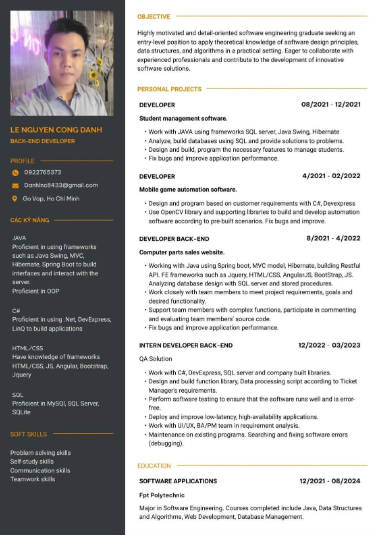 LE NGUYEN CONG DANH
BACK-END DEVELOPER
PROFILE
0932765373
DanNino8433@gmail.com
Go Vap, Ho Chi Minh
CÁC KỸ NĂNG
JAVA
Proficient in using frameworks
such as Java Swing, MVC,
Hibernate, Spring Boot to build
interfaces and interact with the
server.
Proficient in OOP
C#
Proficient in using .Net, DevExpress,
LinQ to build applications
HTML/CSS
Have knowledge of frameworks
HTML/CSS, JS, Angular, Bootstrap,
Jquery
SQL
Proficient in MySQl, SQL Server,
SQLite
SOFT SKILLS
Problem solving skills
Self-study skills
Communication skills
Teamwork skills
OBJECTIVE
Highly motivated and detail-oriented software engineering graduate seeking an
entry-level position to apply theoretical knowledge of software design principles,
data structures, and algorithms in a practical setting. Eager to collaborate with
experienced professionals and contribute to the development of innovative
software solutions.
PERSONAL PROJECTS
DEVELOPER 08/2021 - 12/2021
Student management software.
• Work with JAVA using frameworks SQL server, Java Swing, Hibernate
• Analyze, build databases using SQL and provide solutions to problems.
• Design and build, program the necessary features to manage students.
• Fix bugs and improve application performance.
DEVELOPER 4/2021 - 02/2022
Mobile game automation software.
• Design and program based on customer requirements with C#, Devexpress
• Use OpenCV library and supporting libraries to build and develop automation
software according to pre-built scenarios. Fix bugs and improve.
DEVELOPER BACK-END 8/2021 - 4/2022
Computer parts sales website.
• Working with Java using Spring boot, MVC model, Hibernate, building Restful
API. FE frameworks such as Jquery, HTML/CSS, AngularJS, BootStrap, JS.
Analyzing database design with SQL server and stored procedures.
• Work closely with team members to meet project requirements, goals and
desired functionality.
• Support team members with complex functions, participate in commenting
and evaluating team members' source code.
• Fix bugs and improve application performance.
INTERN DEVELOPER BACK-END 12/2022 - 03/2023
QA Solution
• Work with C#, DevExpress, SQL server and company built libraries.
• Design and build function library, Data processing script according to Ticket
Manager's requirements.
• Perform software testing to ensure that the software runs well and is error-
free.
• Deploy and improve low-latency, high-availability applications.
• Work with UI/UX, BA/PM team in requirement analysis.
• Maintenance on existing programs. Searching and fixing software errors
(debugging).
EDUCATION
SOFTWARE APPLICATIONS 12/2021 - 08/2024
Fpt Polytechnic
Major in Software Engineering. Courses completed include Java, Data Structures
and Algorithms, Web Development, Database Management.